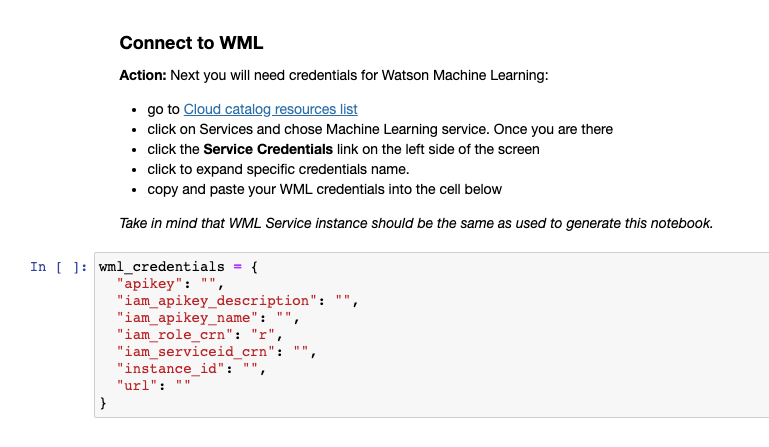 Connect to WML
Action: Next you will need credentials for Watson Machine Learning:
• go to Cloud catalog resources list
• click on Services and chose Machine Learning service. Once you are there
• click the Service Credentials link on the left side of the screen
• click to expand specific credentials name.
• copy and paste your WML credentials into the cell below
Take in mind that WML Service instance should be the same as used to generate this notebook.
In [ ]: wml_credentials = {
"apikey": "",
"iam_apikey_description": "",
"iam_apikey_name": "",
"iam_role_crn": "r",
"iam_serviceid_crn": "",
"instance_id": "",
"url": ""
}